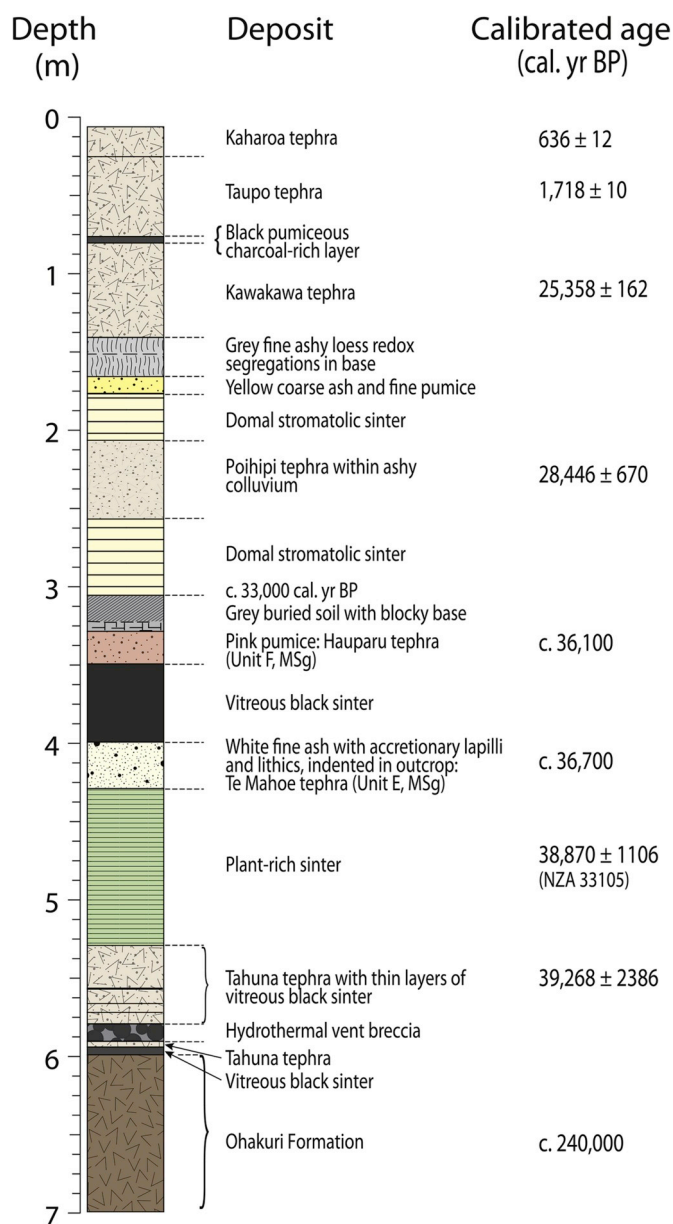 Depth
(m)
Deposit
Calibrated age
(cal. yr BP)
0
Kaharoa tephra
636 ± 12
Taupo tephra
1,718 ± 10
Black pumiceous
charcoal-rich layer
1
Kawakawa tephra
25,358 ± 162
Grey fine ashy loess redox
segregations in base
Yellow coarse ash and fine pumice
2
Domal stromatolic sinter
Poihipi tephra within ashy
colluvium
28,446 ± 670
Domal stromatolic sinter
3
c. 33,000 cal. yr BP
Grey buried soil with blocky base
Pink pumice: Hauparu tephra
(Unit F, MSg)
c. 36,100
Vitreous black sinter
4
White fine ash with accretionary lapilli
and lithics, indented in outcrop:
Te Mahoe tephra (Unit E, MSg)
c. 36,700
Plant-rich sinter
38,870 ± 1106
(NZA 33105)
5
Tahuna tephra with thin layers of
vitreous black sinter
39,268 ± 2386
Hydrothermal vent breccia
6
Tahuna tephra
Vitreous black sinter
Ohakuri Formation
c. 240,000
7